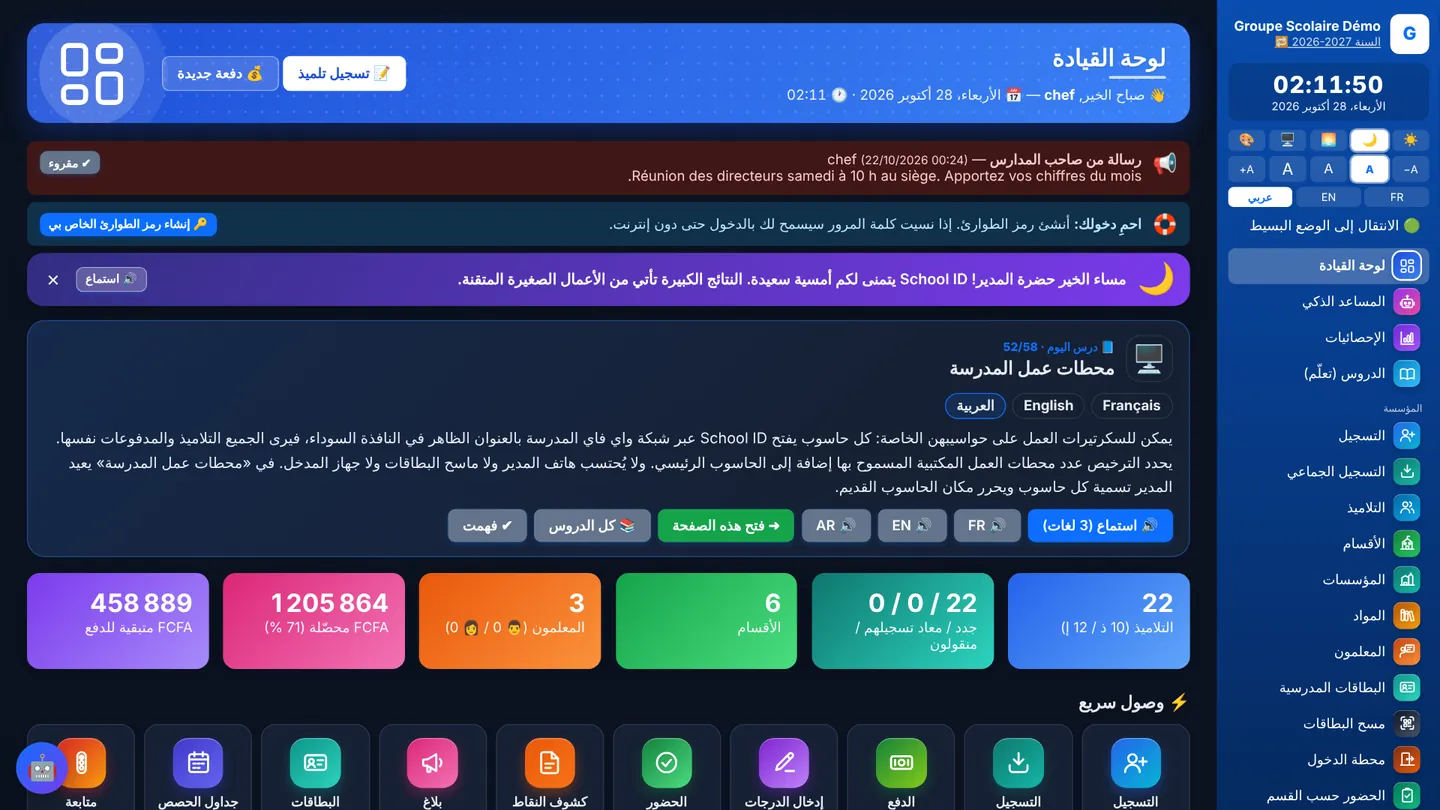 Groupe Scolaire Démo
السنة 2027-2026 🔁
G
02:11:50
الأربعاء، 28 أكتوبر 2026
A−
A
A
A
A+
FR
EN
عربي
🟢 الانتقال إلى الوضع البسيط
لوحة القيادة
المساعد الذكي
الإحصائيات
الدروس (تعلّم)
المؤسسة
التسجيل
التسجيل الجماعي
التلاميذ
الأقسام
المؤسسات
المواد
المعلمون
البطاقات المدرسية
مسح البطاقات
محطة الدخول
الحضور حسب القسم
لوحة القيادة
👋 صباح الخير, chef — 📅 الأربعاء، 28 أكتوبر 2026 · 🕐 02:11
📝 تسجيل تلميذ
💰 دفعة جديدة
رسالة من صاحب المدارس — chef (22/10/2026 00:24)
Réunion des directeurs samedi à 10 h au siège. Apportez vos chiffres du mois.
✔ مقروء
احمِ دخولك: أنشئ رمز الطوارئ. إذا نسيت كلمة المرور سيسمح لك بالدخول حتى دون إنترنت.
🔑 إنشاء رمز الطوارئ الخاص بي
مساء الخير حضرة المدير! School ID يتمنى لكم أمسية سعيدة. النتائج الكبيرة تأتي من الأعمال الصغيرة المتقنة.
🔊 استماع
✕
📘 درس اليوم · 52/58
محطات عمل المدرسة
Français
English
العربية
يمكن للسكرتيرات العمل على حواسيبهن الخاصة: كل حاسوب يفتح School ID عبر شبكة واي فاي المدرسة بالعنوان الظاهر في النافذة السوداء، فيرى الجميع التلاميذ والمدفوعات نفسها.
يحدد الترخيص عدد محطات العمل المكتبية المسموح بها إضافة إلى الحاسوب الرئيسي. ولا يُحتسب هاتف المدير ولا ماسح البطاقات ولا جهاز المدخل. في «محطات عمل المدرسة» يعيد
المدير تسمية كل حاسوب ويحرر مكان الحاسوب القديم.
🔊 استماع (3 لغات)
🔊 FR
🔊 EN
🔊 AR
➜ فتح هذه الصفحة
📚 كل الدروس
✔ فهمت
22
التلاميذ (10 ذ / 12 إ)
0 / 0 / 22
جدد / معاد تسجيلهم /
منقولون
6
الأقسام
3
المعلمون (👨 0 / 👩 0)
1 205 864
FCFA محصّلة (71 %)
458 889
FCFA متبقية للدفع
⚡ وصول سريع
التسجيل
التسجيل
الدفع
إدخال الدرجات
الحضور
كشوف النقاط
بلاغ
البطاقات
جداول الحصص
متابعة